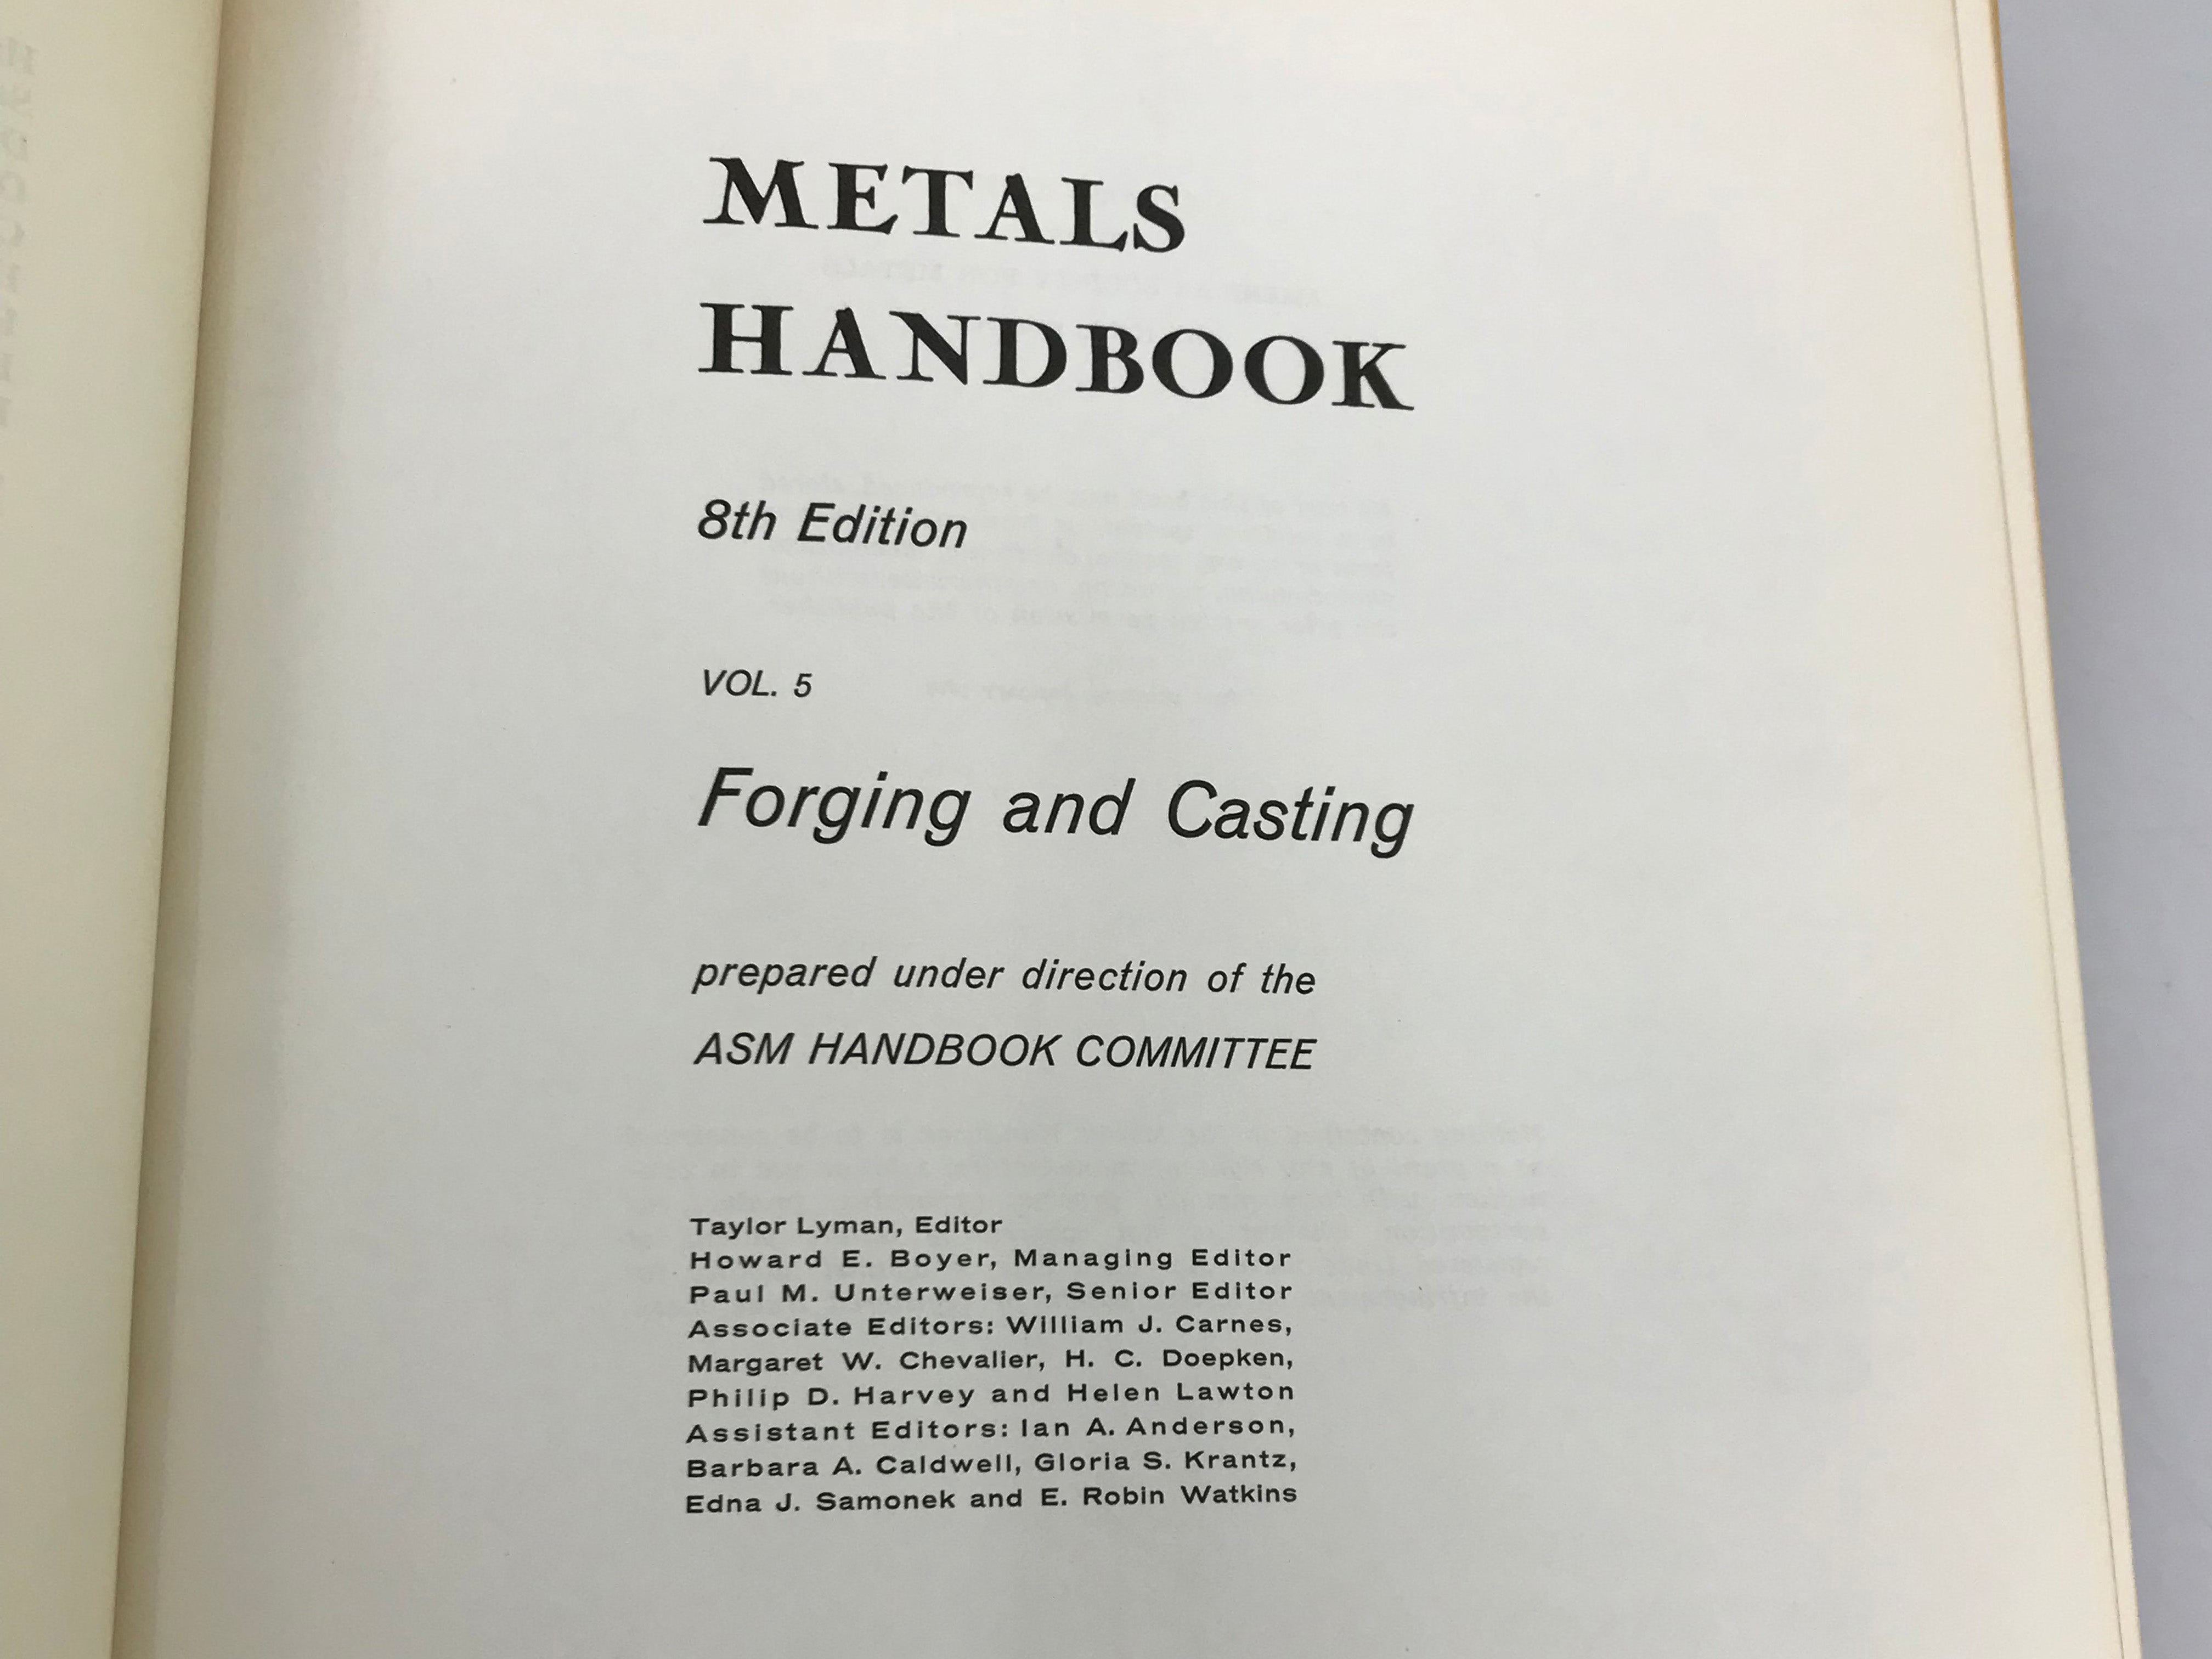 METALS
HANDBOOK
8th Edition
VOL. 5
Forging and Casting
prepared under direction of the
ASM HANDBOOK COMMITTEE
Taylor Lyman, Editor
Howard E. Boyer, Managing Editor
Paul M. Unterweiser, Senior Editor
Associate Editors: William J. Carnes,
Margaret W. Chevalier, H. C. Doepken,
Philip D. Harvey and Helen Lawton
Assistant Editors: Ian A. Anderson,
Barbara A. Caldwell, Gloria S. Krantz,
Edna J. Samonek and E. Robin Watkins